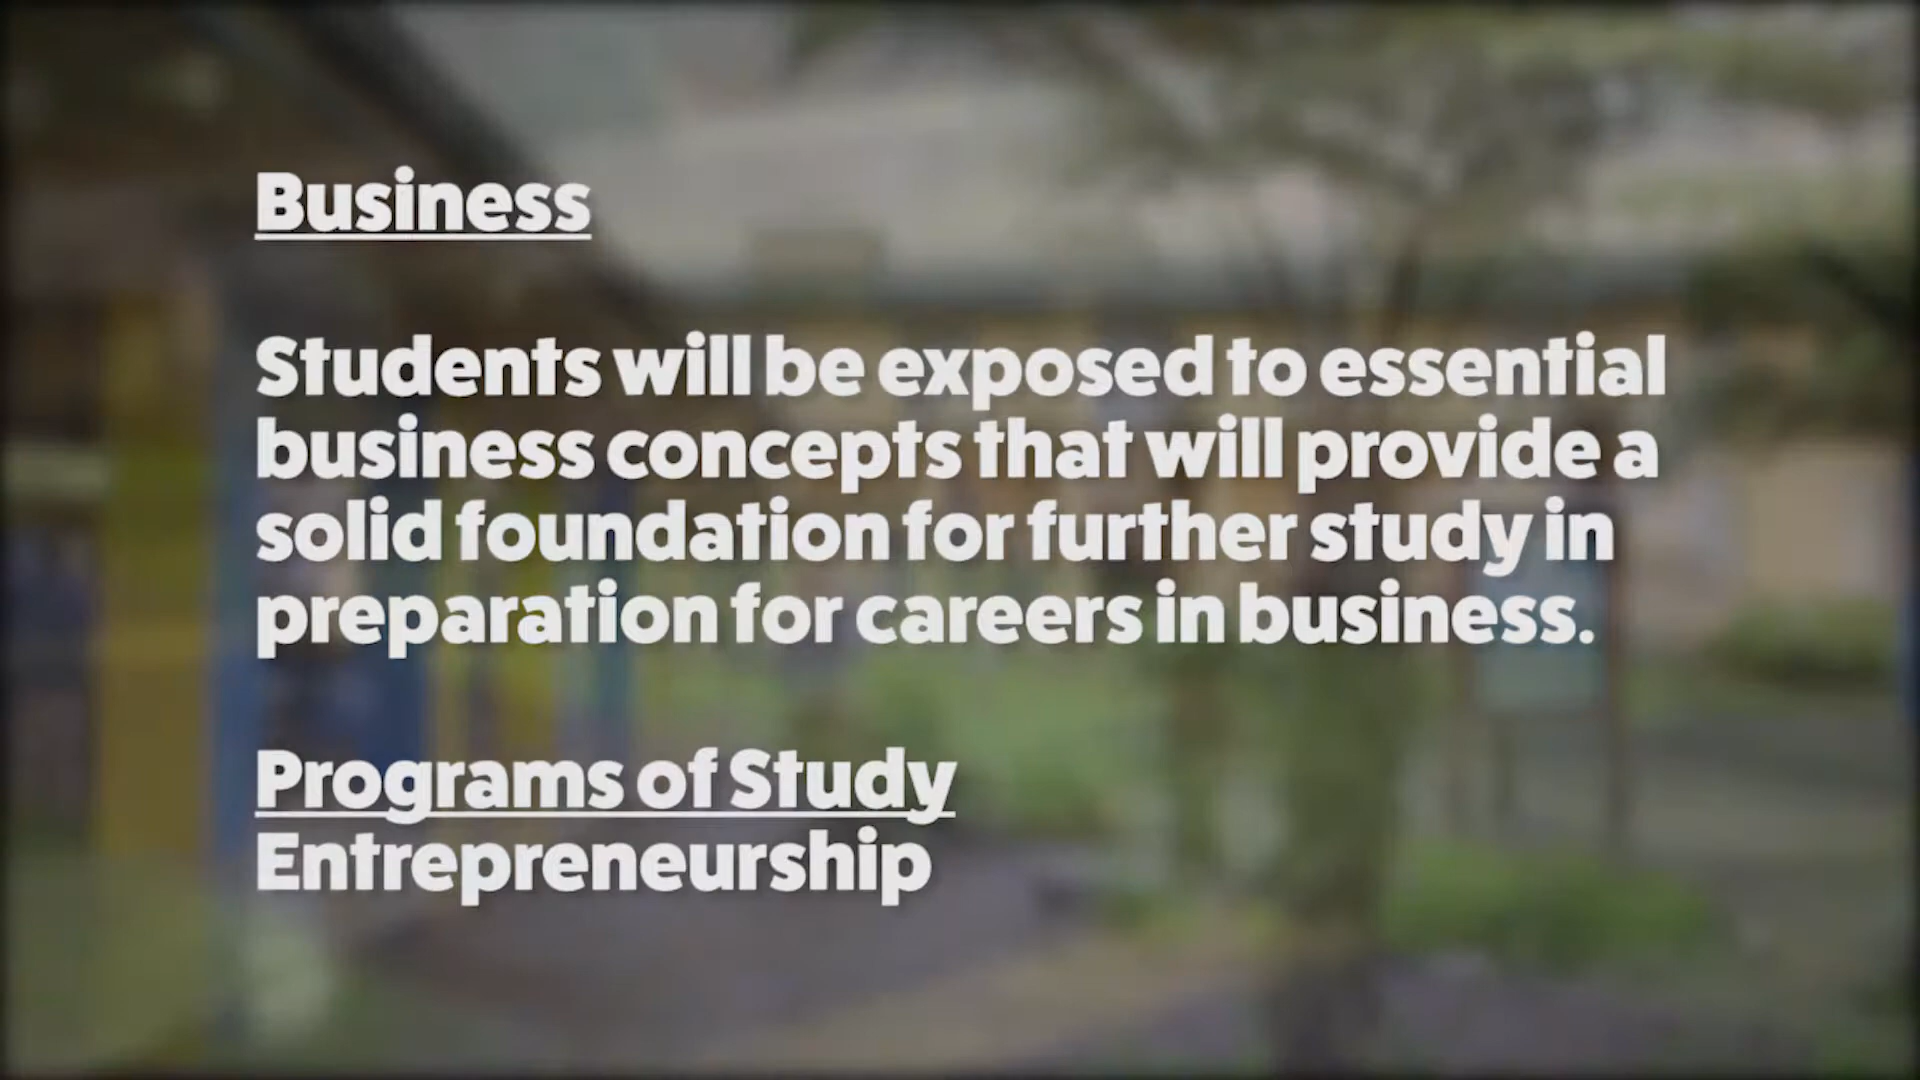 Business
Students will be exposed to essential
business concepts that will provide a
solid foundation for further study in
preparation for careers in business.
Programs of Study
Entrepreneurship